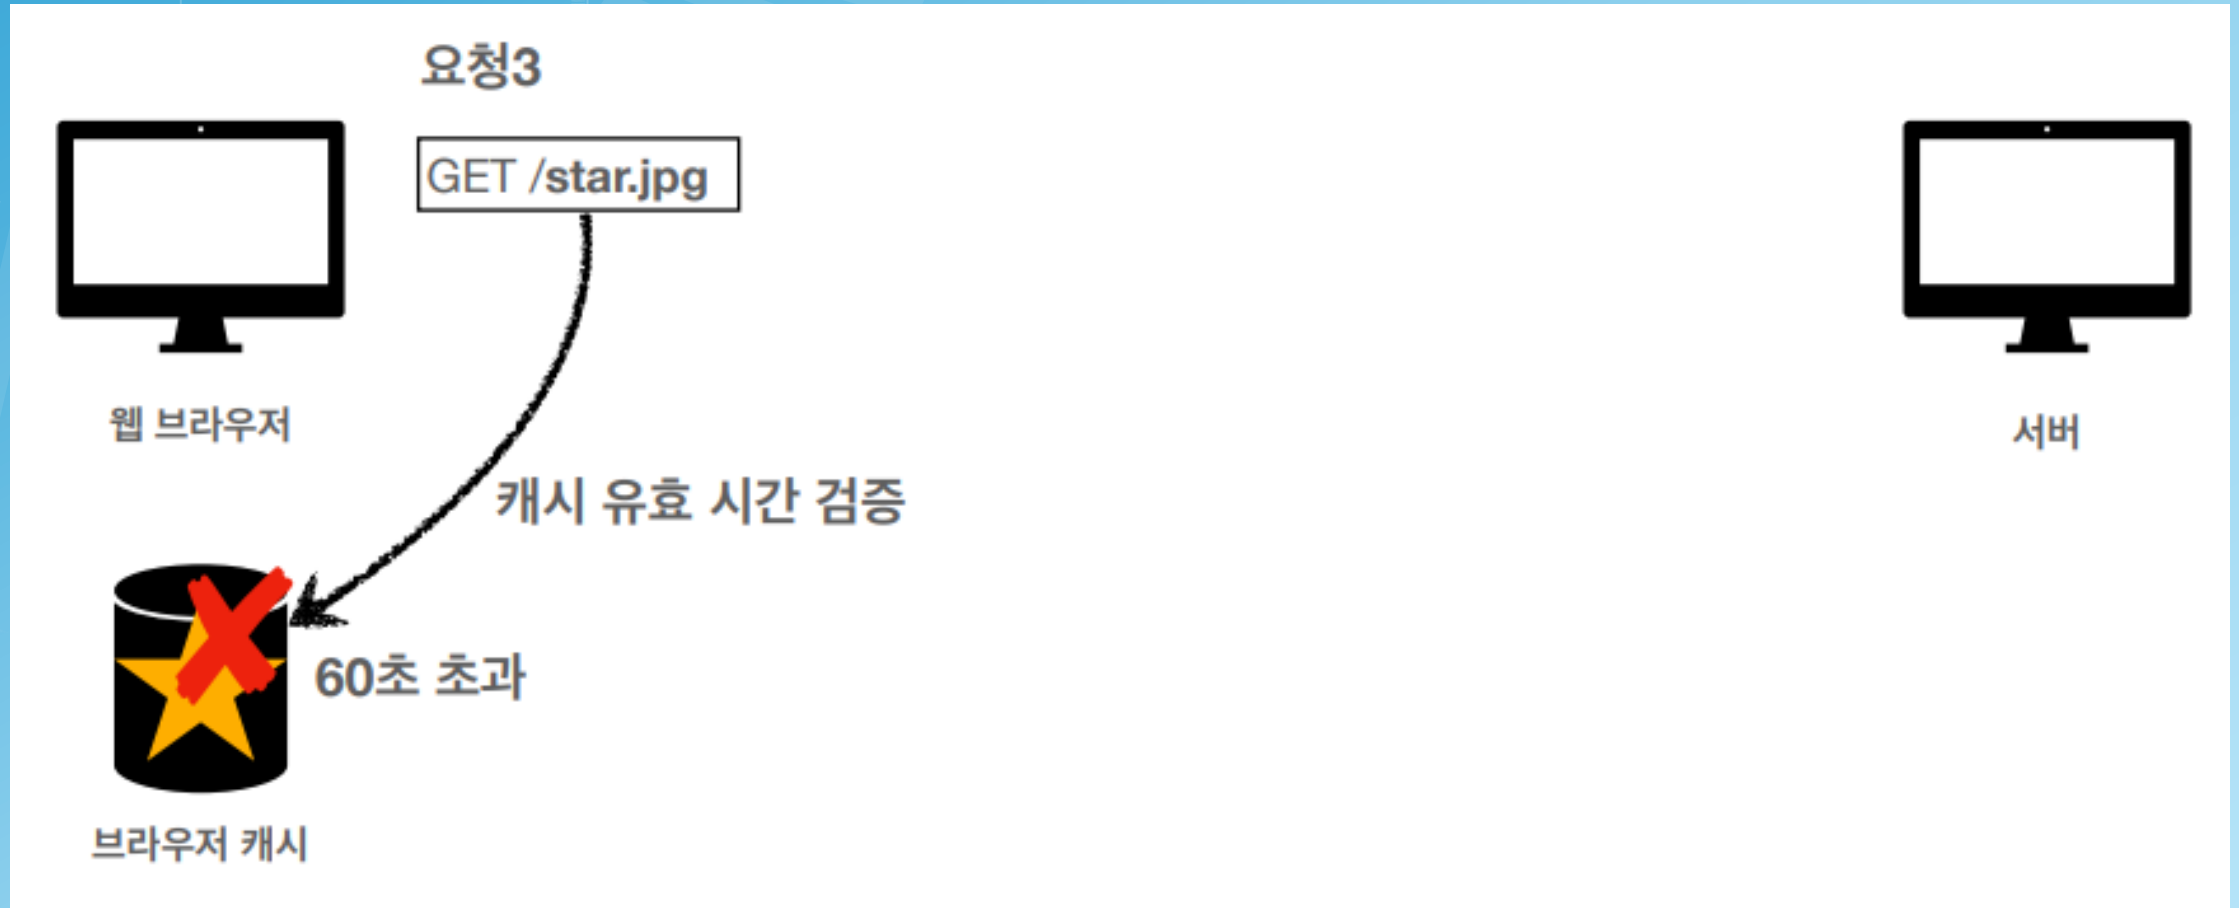 요청3
GET /star.jpg
웹 브라우저
서버
캐시 유효 시간 검증
60초 초과
브라우저 캐시